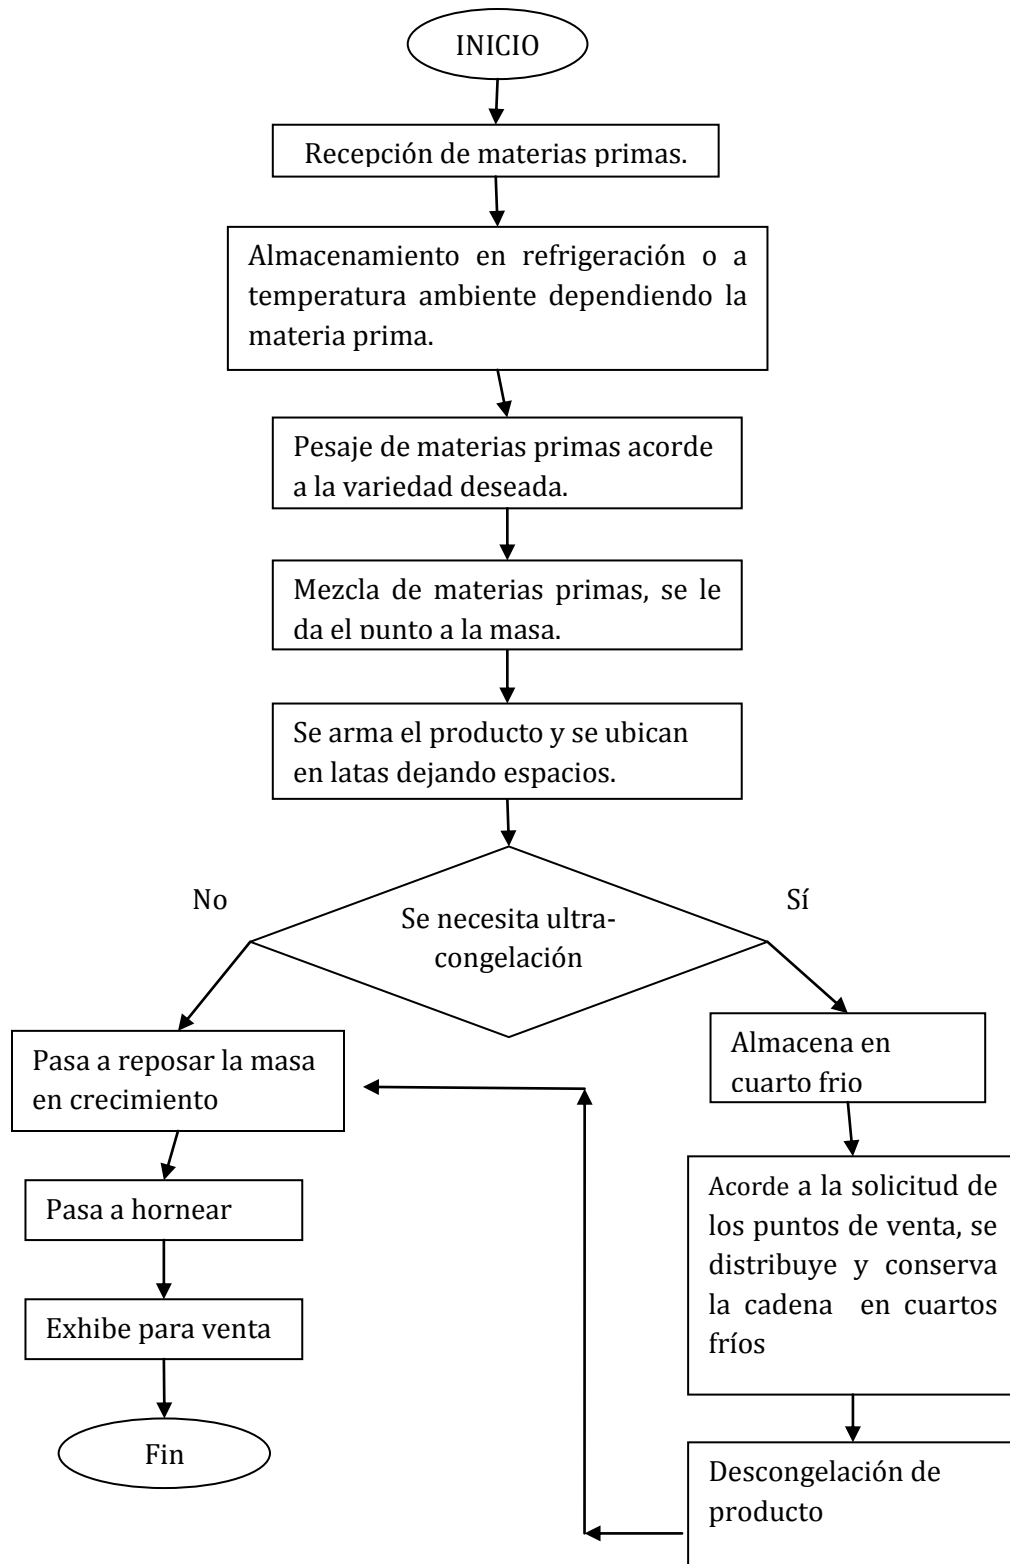 INICIO
Recepción de materias primas.
Almacenamiento en refrigeración o a
temperatura ambiente dependiendo la
materia prima.
Pesaje de materias primas acorde
a la variedad deseada.
Mezcla de materias primas, se le
da el punto a la masa.
Se arma el producto y se ubican
en latas dejando espacios.
No
Sí
Se necesita ultra-
congelación
Pasa a reposar la masa
en crecimiento
Pasa a hornear
Exhibe para venta
Fin
Almacena en
cuarto frio
Acorde a la solicitud de
los puntos de venta, se
distribuye y conserva
la cadena en cuartos
fríos
Descongelación de
producto